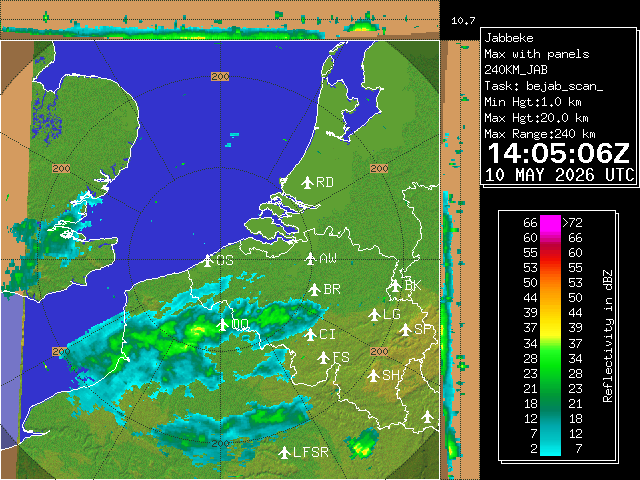 10.7
Jabbeke
Max with panels
240KM_JAB
Task: bejab_scan_
Min Hgt:1.0 km
Max Hgt:20.0 km
Max Range:240 km
14:05:06Z
10 MAY 2026 UTC
200
200
200
RD
OS
AW
BR
BK
LG
SP
QO
CI
FS
SH
200
200
200
LFSR
66 >72
60 66
55 60
53 55
50 53
44 50
39 44
37 39
34 37
28 34
23 28
21 23
18 21
12 18
7 12
2 7
Reflectivity in dBZ